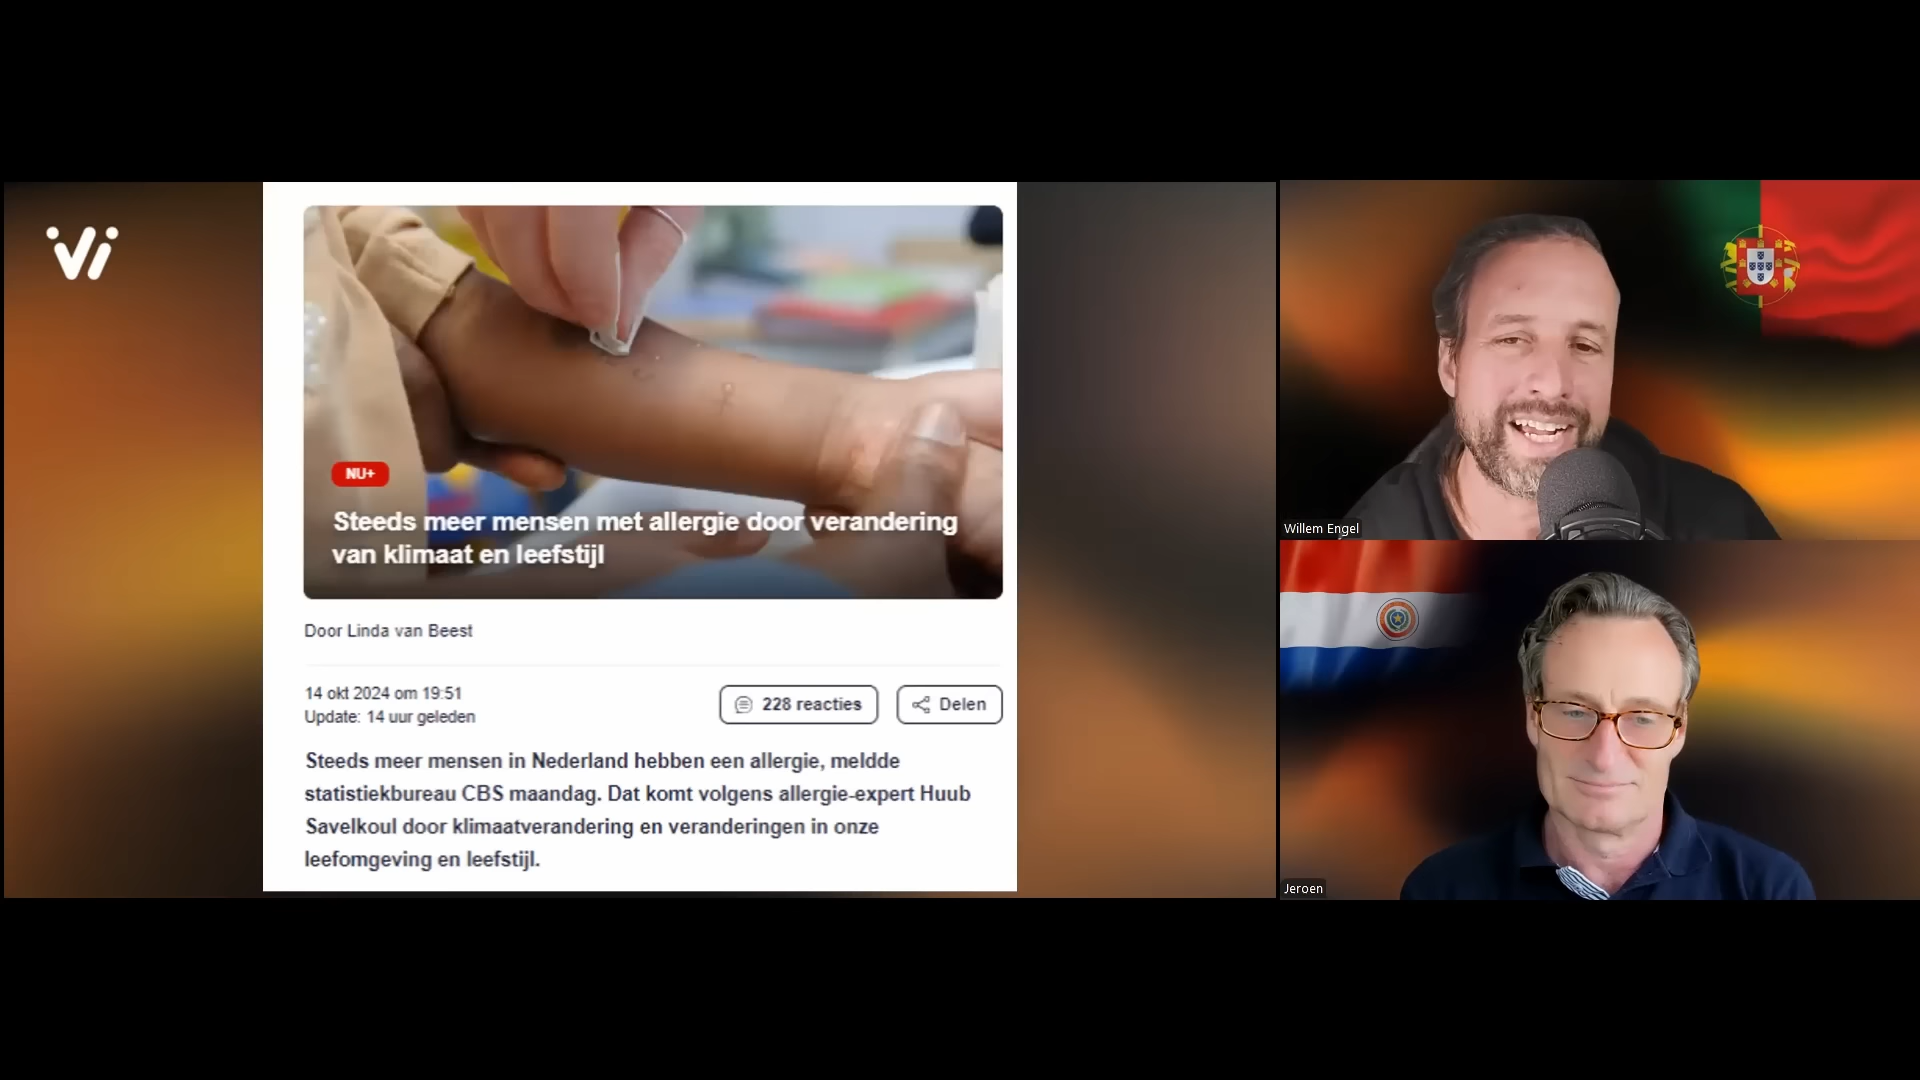 NU+
Steeds meer mensen met allergie door verandering
van klimaat en leefstijl
Door Linda van Beest
14 okt 2024 om 19:51
Update: 14 uur geleden
228 reacties
Delen
Steeds meer mensen in Nederland hebben een allergie, meldde
statistiekbureau CBS maandag. Dat komt volgens allergie-expert Huub
Savelkoul door klimaatverandering en veranderingen in onze
leefomgeving en leefstijl.
Willem Engel
Jeroen